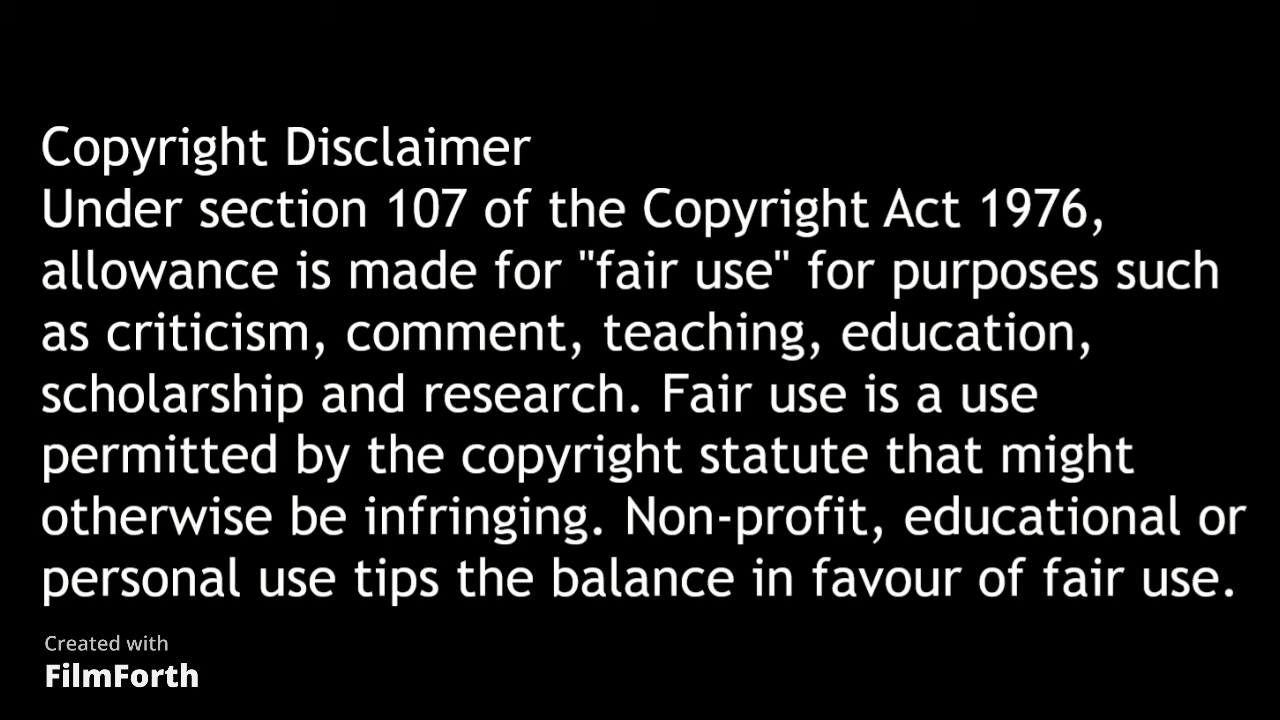 Copyright Disclaimer
Under section 107 of the Copyright Act 1976,
allowance is made for "fair use" for purposes such
as criticism, comment, teaching, education,
scholarship and research. Fair use is a use
permitted by the copyright statute that might
otherwise be infringing. Non-profit, educational or
personal use tips the balance in favour of fair use.
Created with
FilmForth